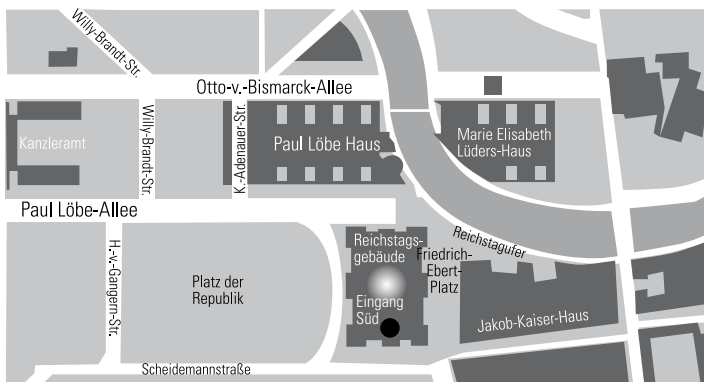 Willy-Brandt-Str.
Otto-v.-Bismarck-Allee
Kanzleramt
Willy-Brandt-Str.
K.-Adenauer-Str.
Paul Löbe Haus
Marie Elisabeth
Lüders-Haus
Paul Löbe-Allee
H.-v.-Gangern-Str.
Platz der
Republik
Reichstags-
gebäude
Eingang
Süd
Friedrich-
Ebert-
Platz
Reichstagufer
Jakob-Kaiser-Haus
Scheidemannstraße